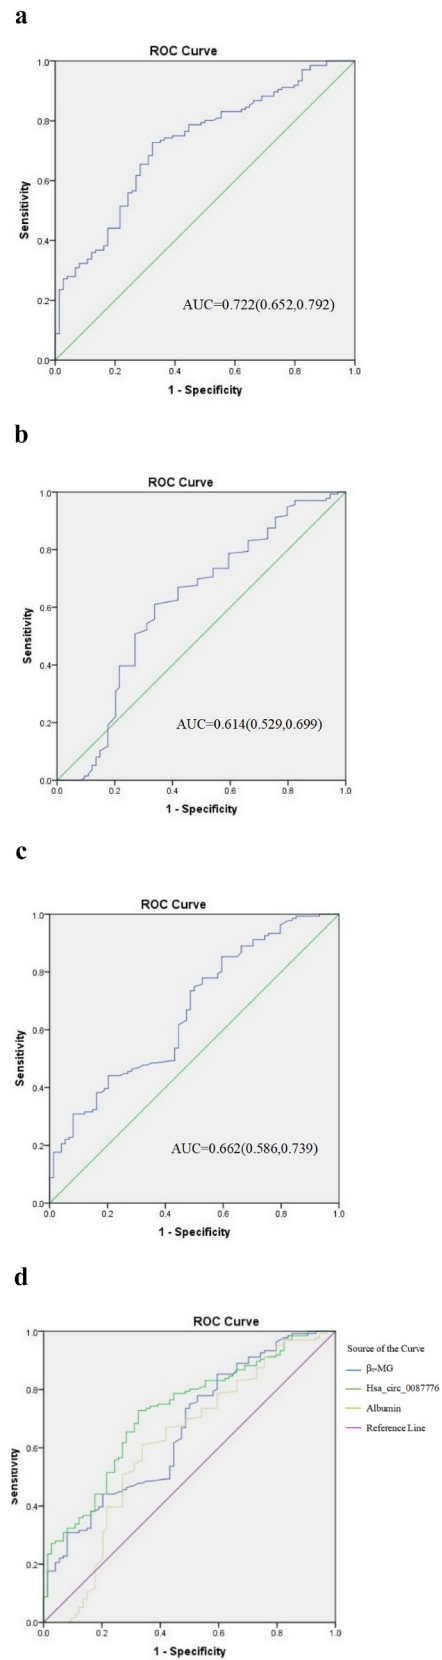 a
ROC Curve
1.0
0.8
0.6
0.4
0.2
0.0
Sensitivity
AUC=0.722(0.652,0.792)
0.0 0.2 0.4 0.6 0.8 1.0
1 - Specificity
b
ROC Curve
1.0
0.8
0.6
0.4
0.2
0.0
Sensitivity
AUC=0.614(0.529,0.699)
0.0 0.2 0.4 0.6 0.8 1.0
1 - Specificity
c
ROC Curve
1.0
0.8
0.6
0.4
0.2
0.0
Sensitivity
AUC=0.662(0.586,0.739)
0.0 0.2 0.4 0.6 0.8 1.0
1 - Specificity
d
ROC Curve
1.0
0.8
0.6
0.4
0.2
0.0
Sensitivity
Source of the Curve
β₂-MG
Hsa_circ_0087776
Albumin
Reference Line
0.0 0.2 0.4 0.6 0.8 1.0
1 - Specificity